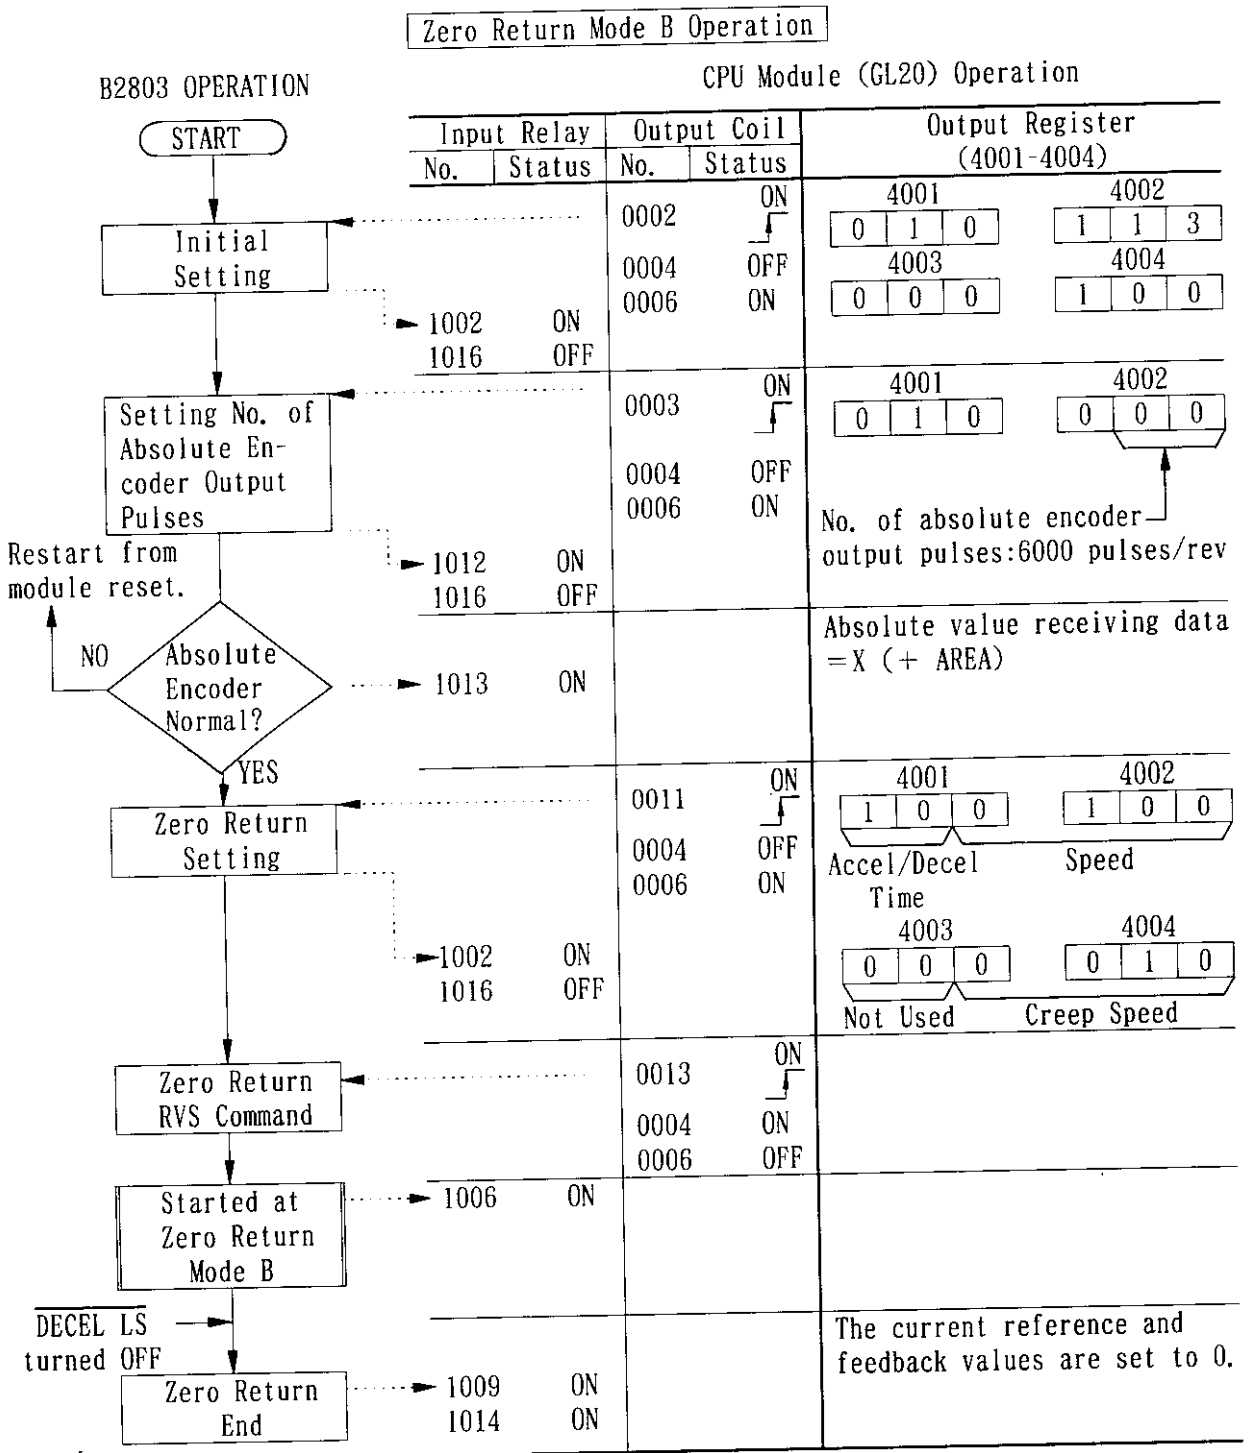 Zero Return Mode B Operation
B2803 OPERATION
CPU Module (GL20) Operation
START
Input Relay
Output Coil
Output Register
(4001-4004)
No.
Status
No.
Status
Initial
Setting
0002
ON
4001
0 1 0
4002
1 1 3
0004 OFF
0006 ON
4003
0 0 0
4004
1 0 0
1002 ON
1016 OFF
Setting No. of
Absolute En-
coder Output
Pulses
0003
ON
4001
0 1 0
4002
0 0 0
0004 OFF
0006 ON
No. of absolute encoder
output pulses:6000 pulses/rev
1012 ON
1016 OFF
Restart from
module reset.
NO
Absolute
Encoder
Normal?
YES
1013 ON
Absolute value receiving data
=X (+ AREA)
Zero Return
Setting
0011
ON
4001
1 0 0
4002
1 0 0
0004 OFF
0006 ON
Accel/Decel
Time
Speed
4003
0 0 0
4004
0 1 0
Not Used
Creep Speed
1002 ON
1016 OFF
Zero Return
RVS Command
0013
ON
0004 ON
0006 OFF
Started at
Zero Return
Mode B
1006 ON
DECEL LS
turned OFF
Zero Return
End
1009 ON
1014 ON
The current reference and
feedback values are set to 0.